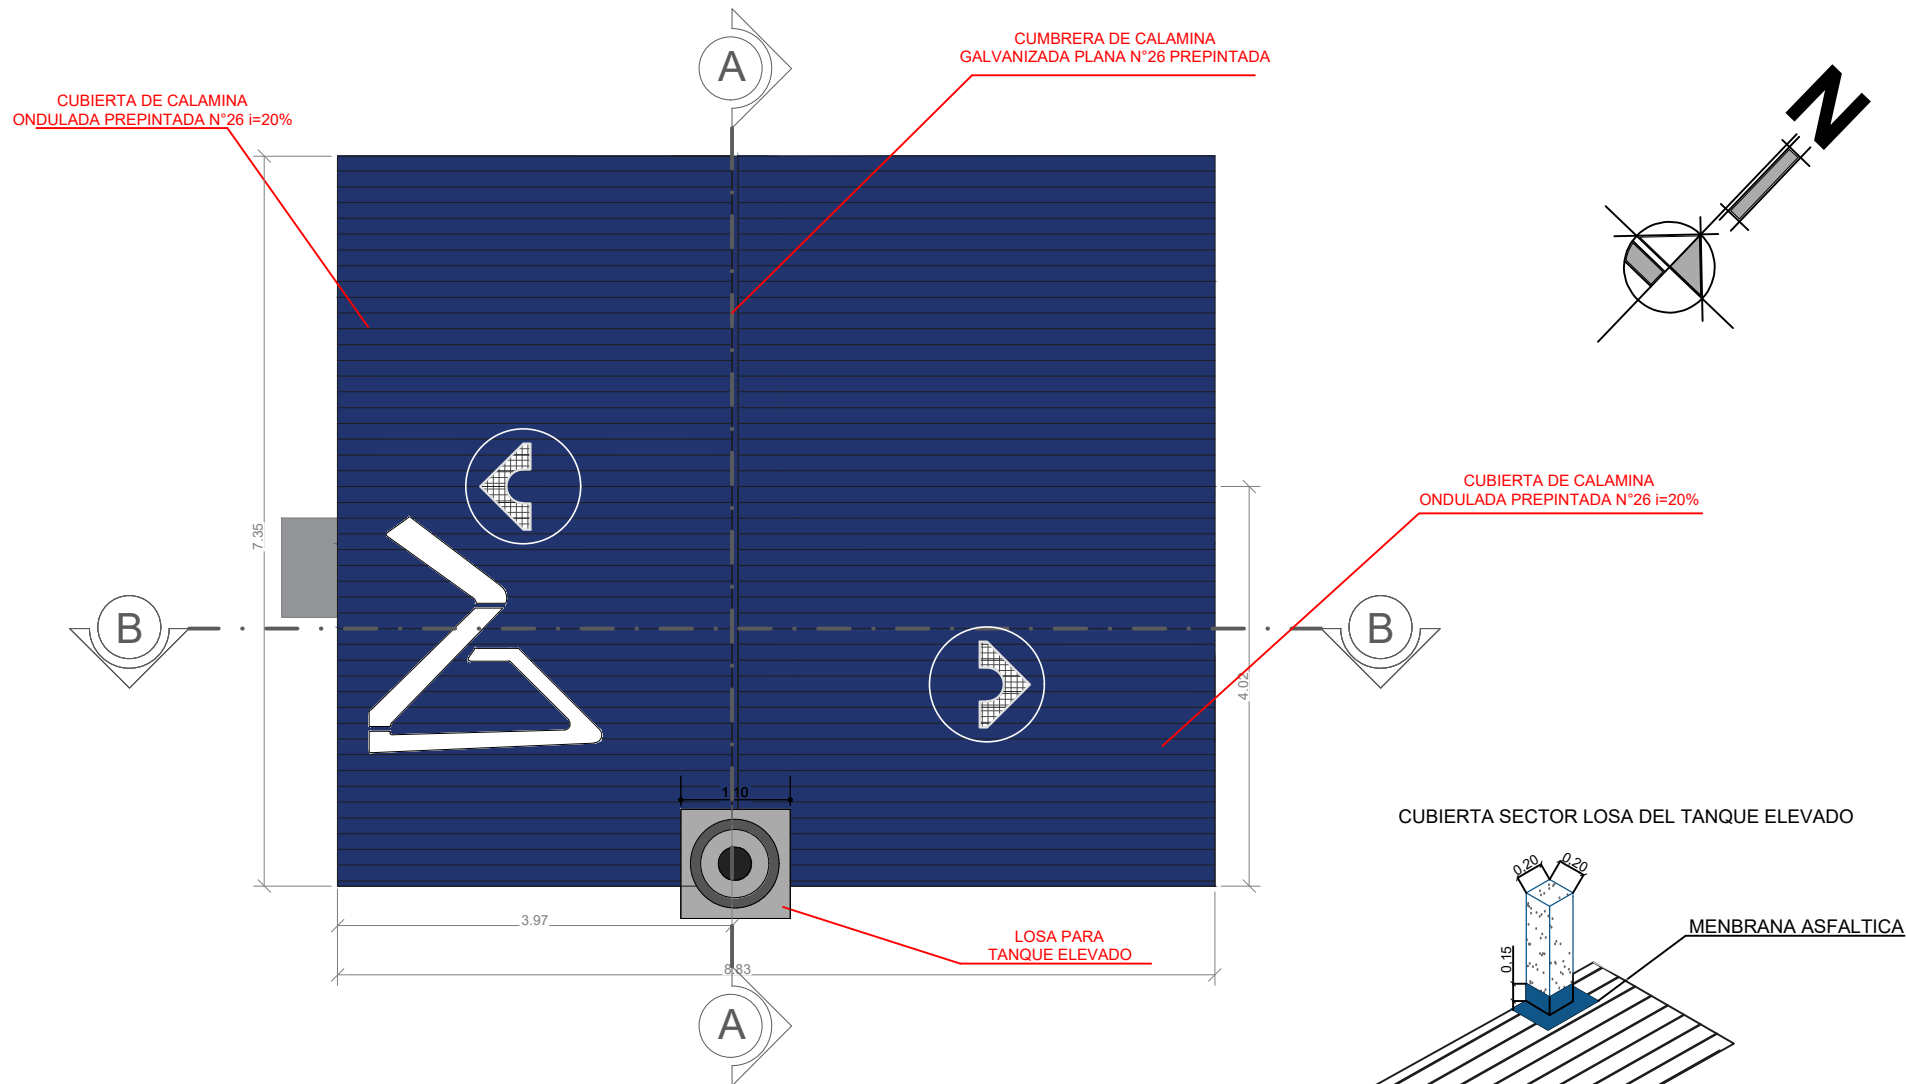 A
CUMBRERA DE CALAMINA
GALVANIZADA PLANA N°26 PREPINTADA
N
CUBIERTA DE CALAMINA
ONDULADA PREPINTADA N°26 i=20%
CUBIERTA DE CALAMINA
ONDULADA PREPINTADA N°26 i=20%
7.35
B
B
4.02
1.10
CUBIERTA SECTOR LOSA DEL TANQUE ELEVADO
0,20
0,20
3.97
LOSA PARA
TANQUE ELEVADO
MENBRANA ASFALTICA
0,15
8.83
A